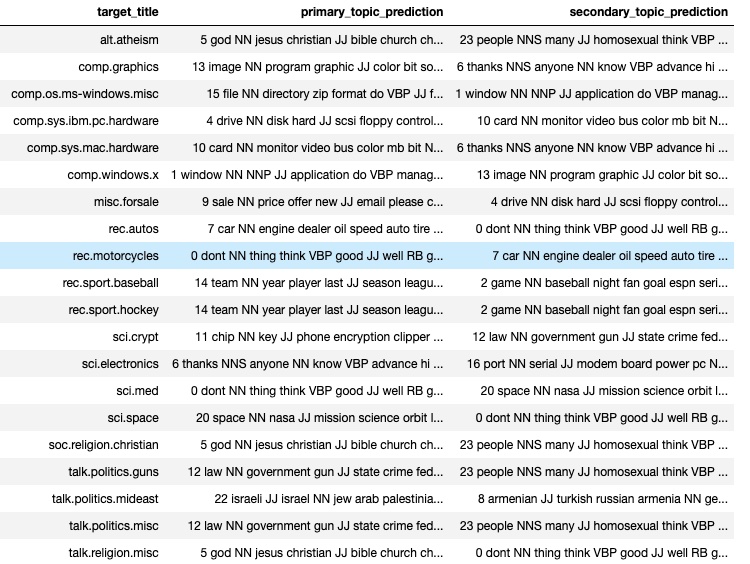 target_title primary_topic_prediction secondary_topic_prediction
alt.atheism 5 god NN jesus christian JJ bible church ch... 23 people NNS many JJ homosexual think VBP ...
comp.graphics 13 image NN program graphic JJ color bit so... 6 thanks NNS anyone NN know VBP advance hi ...
comp.os.ms-windows.misc 15 file NN directory zip format do VBP JJ f... 1 window NN NNP JJ application do VBP manag...
comp.sys.ibm.pc.hardware 4 drive NN disk hard JJ scsi floppy control... 10 card NN monitor video bus color mb bit N...
comp.sys.mac.hardware 10 card NN monitor video bus color mb bit N... 6 thanks NNS anyone NN know VBP advance hi ...
comp.windows.x 1 window NN NNP JJ application do VBP manag... 13 image NN program graphic JJ color bit so...
misc.forsale 9 sale NN price offer new JJ email please c... 4 drive NN disk hard JJ scsi floppy control...
rec.autos 7 car NN engine dealer oil speed auto tire ... 0 dont NN thing think VBP good JJ well RB g...
rec.motorcycles 0 dont NN thing think VBP good JJ well RB g... 7 car NN engine dealer oil speed auto tire ...
rec.sport.baseball 14 team NN year player last JJ season leagu... 2 game NN baseball night fan goal espn seri...
rec.sport.hockey 14 team NN year player last JJ season leagu... 2 game NN baseball night fan goal espn seri...
sci.crypt 11 chip NN key JJ phone encryption clipper ... 12 law NN government gun JJ state crime fed...
sci.electronics 6 thanks NNS anyone NN know VBP advance hi ... 16 port NN serial JJ modem board power pc N...
sci.med 0 dont NN thing think VBP good JJ well RB g... 20 space NN nasa JJ mission science orbit l...
sci.space 20 space NN nasa JJ mission science orbit l... 0 dont NN thing think VBP good JJ well RB g...
soc.religion.christian 5 god NN jesus christian JJ bible church ch... 23 people NNS many JJ homosexual think VBP ...
talk.politics.guns 12 law NN government gun JJ state crime fed... 23 people NNS many JJ homosexual think VBP ...
talk.politics.mideast 22 israeli JJ israel NN jew arab palestinia... 8 armenian JJ turkish russian armenia NN ge...
talk.politics.misc 12 law NN government gun JJ state crime fed... 23 people NNS many JJ homosexual think VBP ...
talk.religion.misc 5 god NN jesus christian JJ bible church ch... 0 dont NN thing think VBP good JJ well RB g...